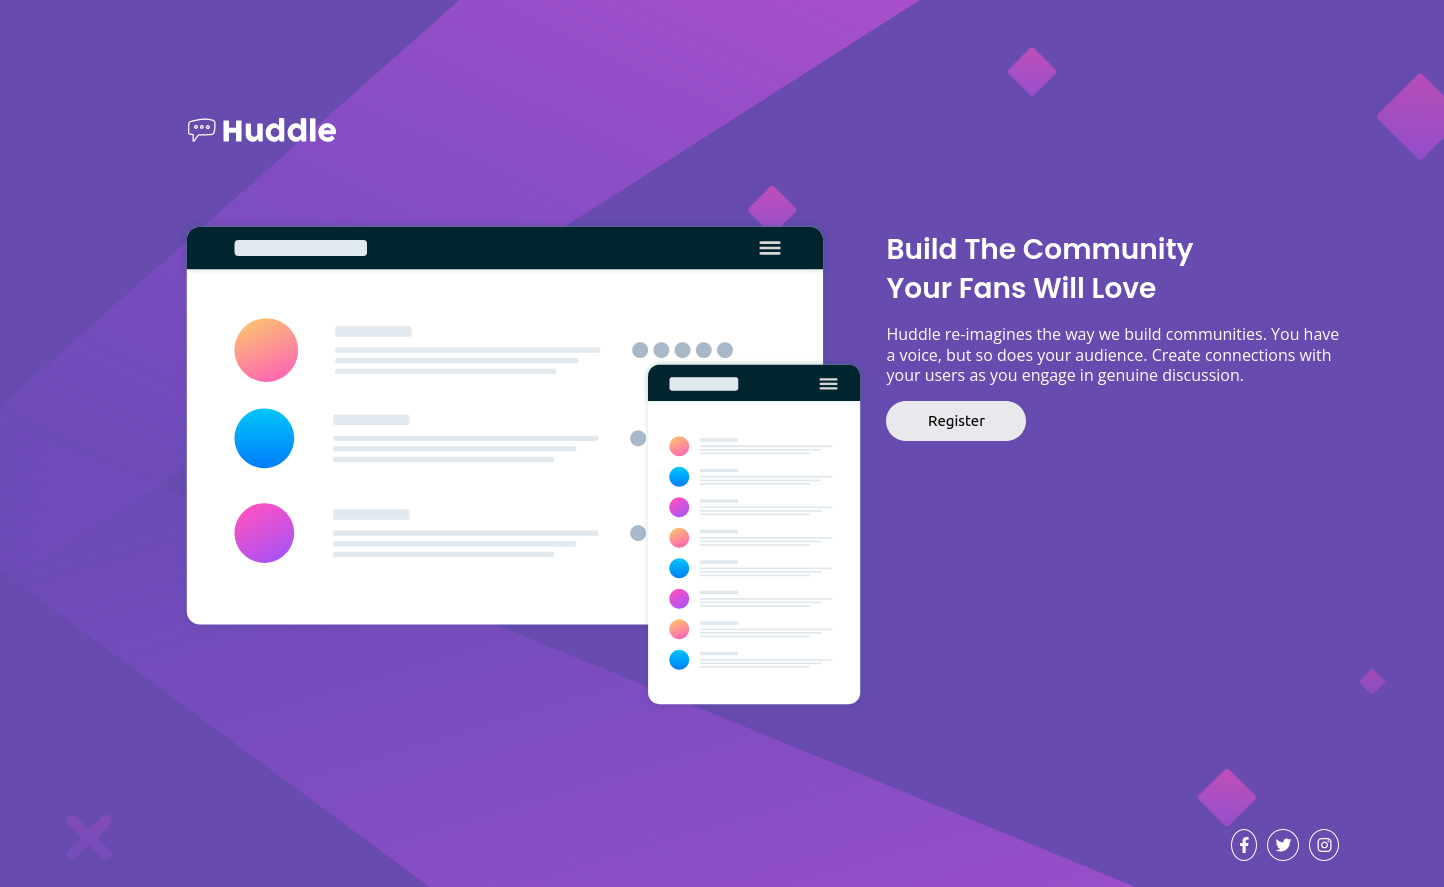 Huddle
Build The Community
Your Fans Will Love
Huddle re-imagines the way we build communities. You have
a voice, but so does your audience. Create connections with
your users as you engage in genuine discussion.
Register